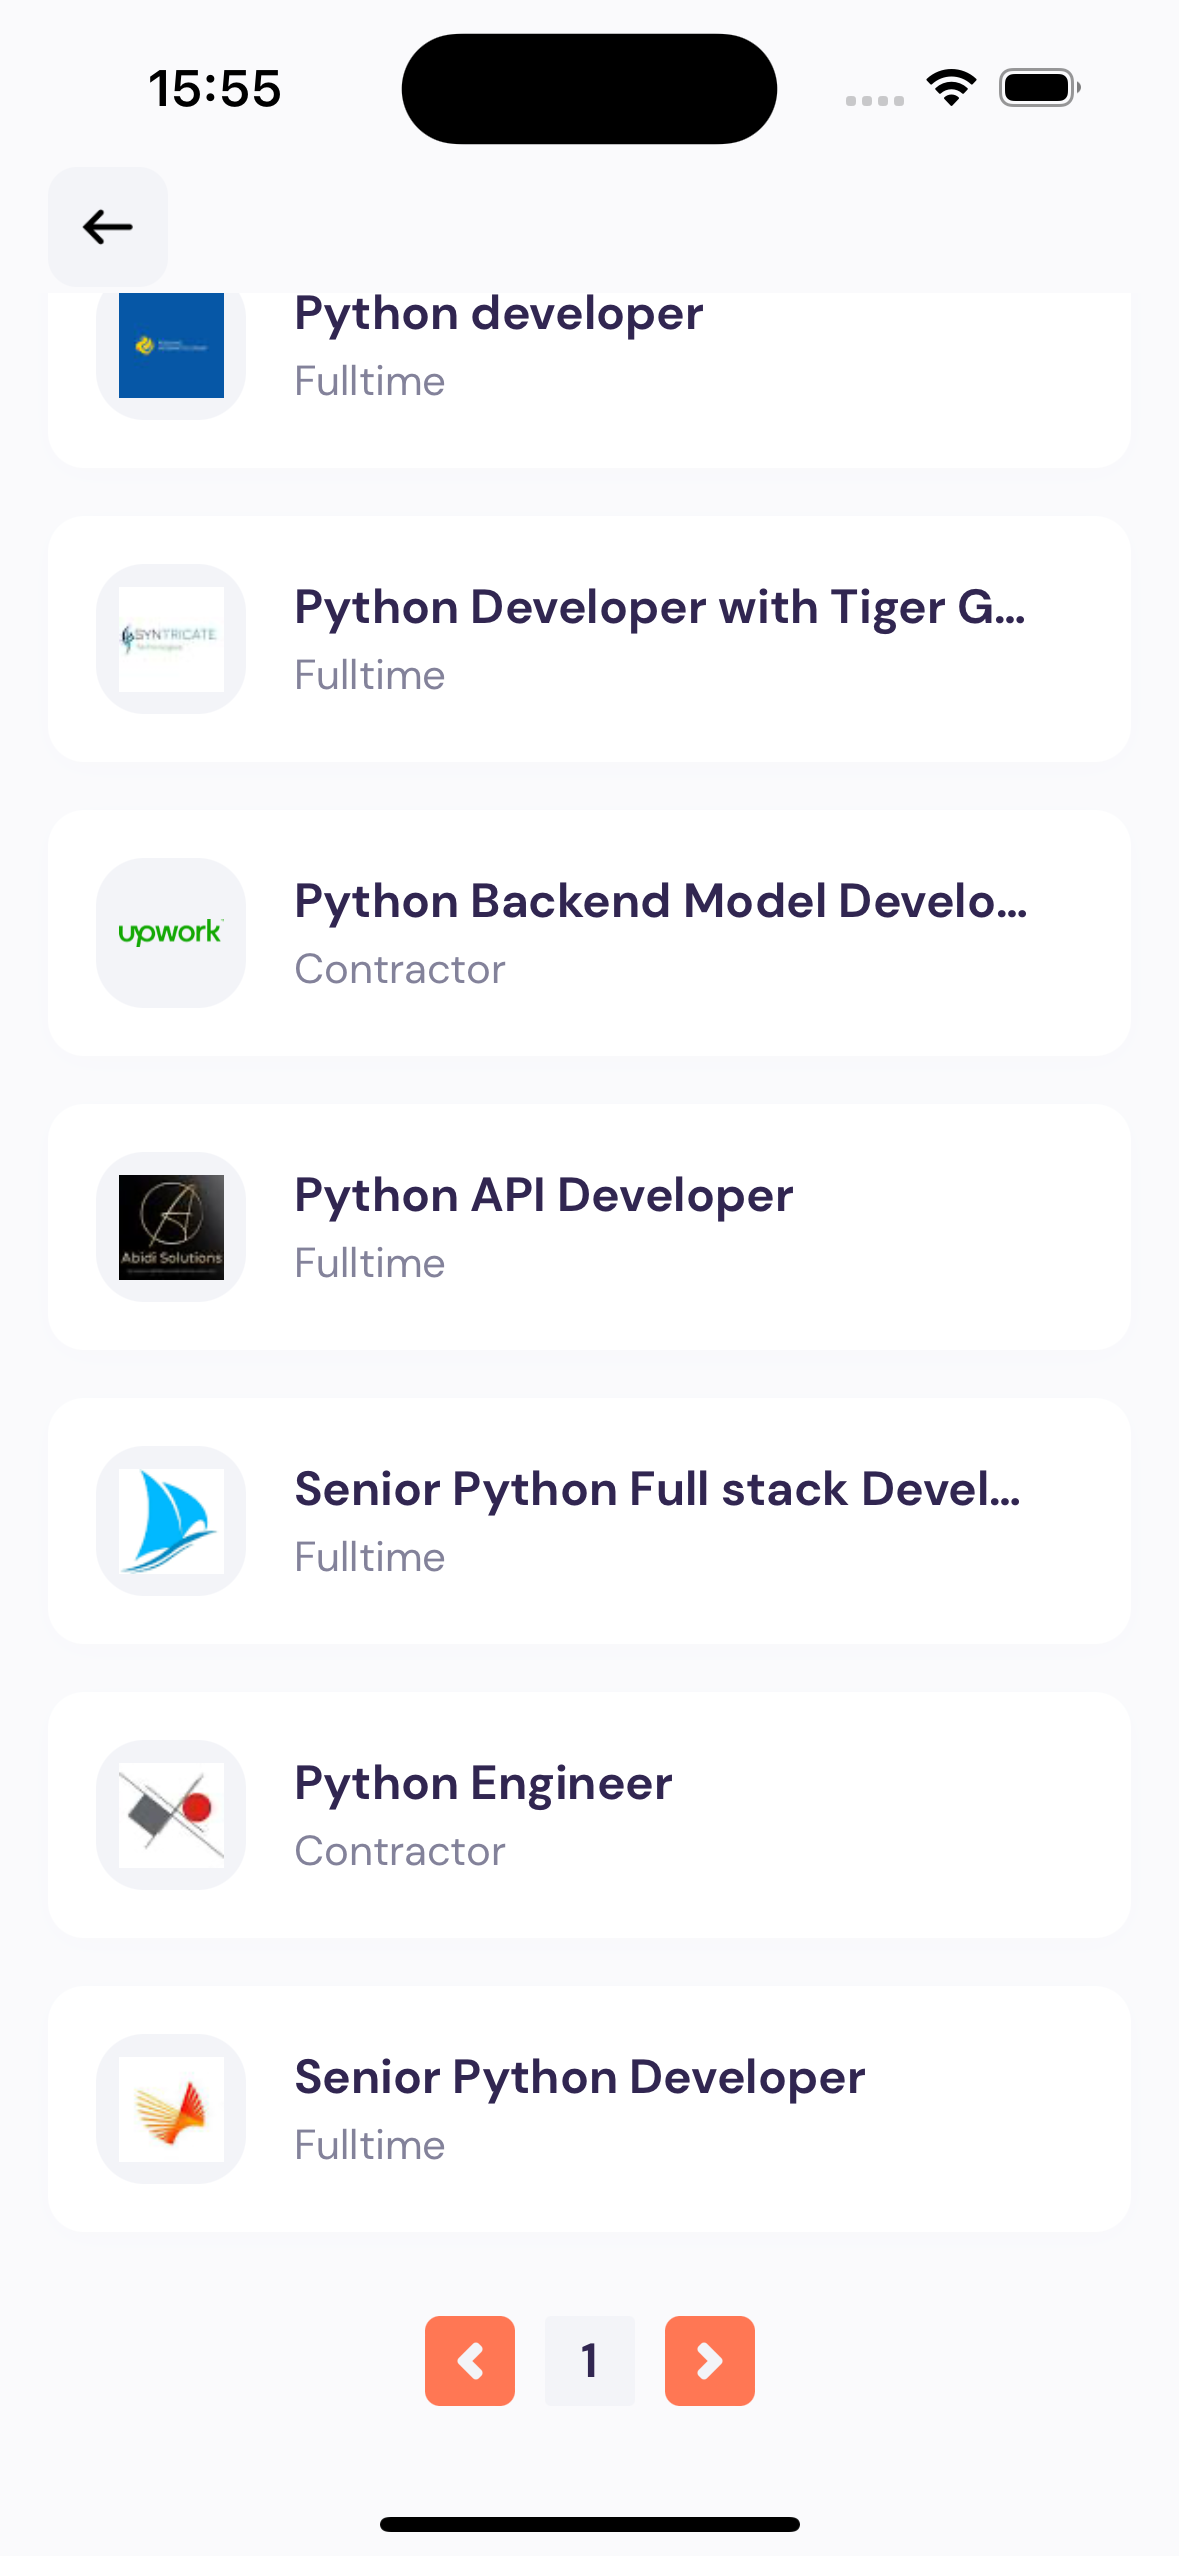 15:55
Python developer
Fulltime
SYNTRICATE
Technologies
Python Developer with Tiger G...
Fulltime
upwork
Python Backend Model Develo...
Contractor
Abidi Solutions
Python API Developer
Fulltime
Senior Python Full stack Devel...
Fulltime
Python Engineer
Contractor
Senior Python Developer
Fulltime
1